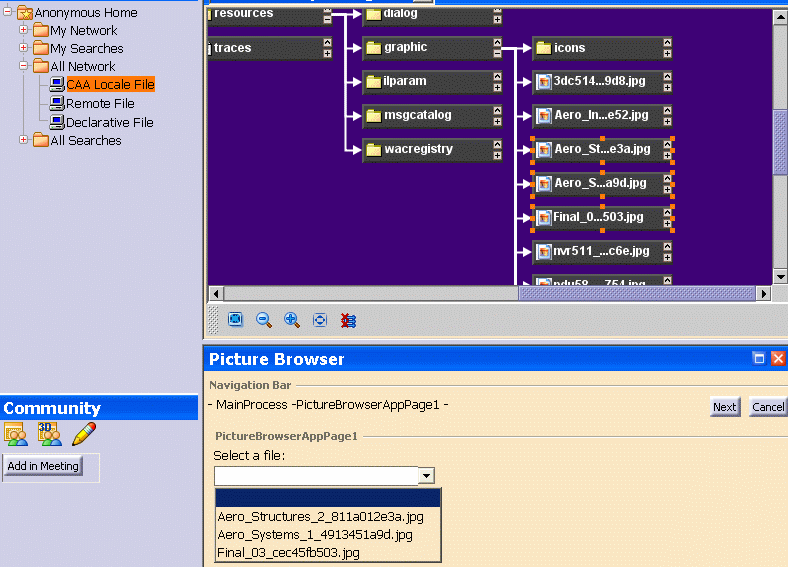 Anonymous Home
My Network
My Searches
All Network
CAA Locale File
Remote File
Declarative File
All Searches
Community
3D
Add in Meeting
resources
traces
dialog
graphic
ilparam
msgcatalog
wacregistry
icons
3dc514...9d8.jpg
Aero_In...e52.jpg
Aero_St...e3a.jpg
Aero_S...a9d.jpg
Final_0...503.jpg
nvr511_...c6e.jpg
ndu58...754.jpg
Picture Browser
Navigation Bar
- MainProcess -PictureBrowserAppPage1 -
Next
Cancel
PictureBrowserAppPage1
Select a file:
Aero_Structures_2_811a012e3a.jpg
Aero_Systems_1_4913451a9d.jpg
Final_03_cec45fb503.jpg